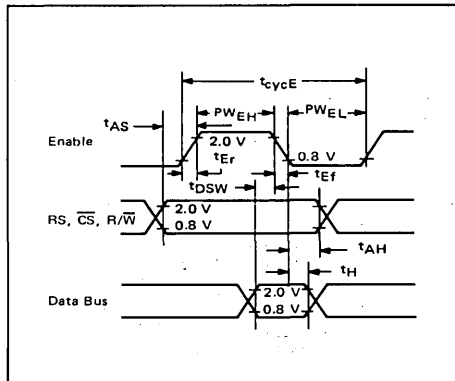 tcycE
tAS
PWEH
PWEL
Enable
2.0 V
0.8 V
tEr
tEf
tDSW
RS, C̅S̅, R/W̅
2.0 V
0.8 V
tAH
tH
Data Bus
2.0 V
0.8 V